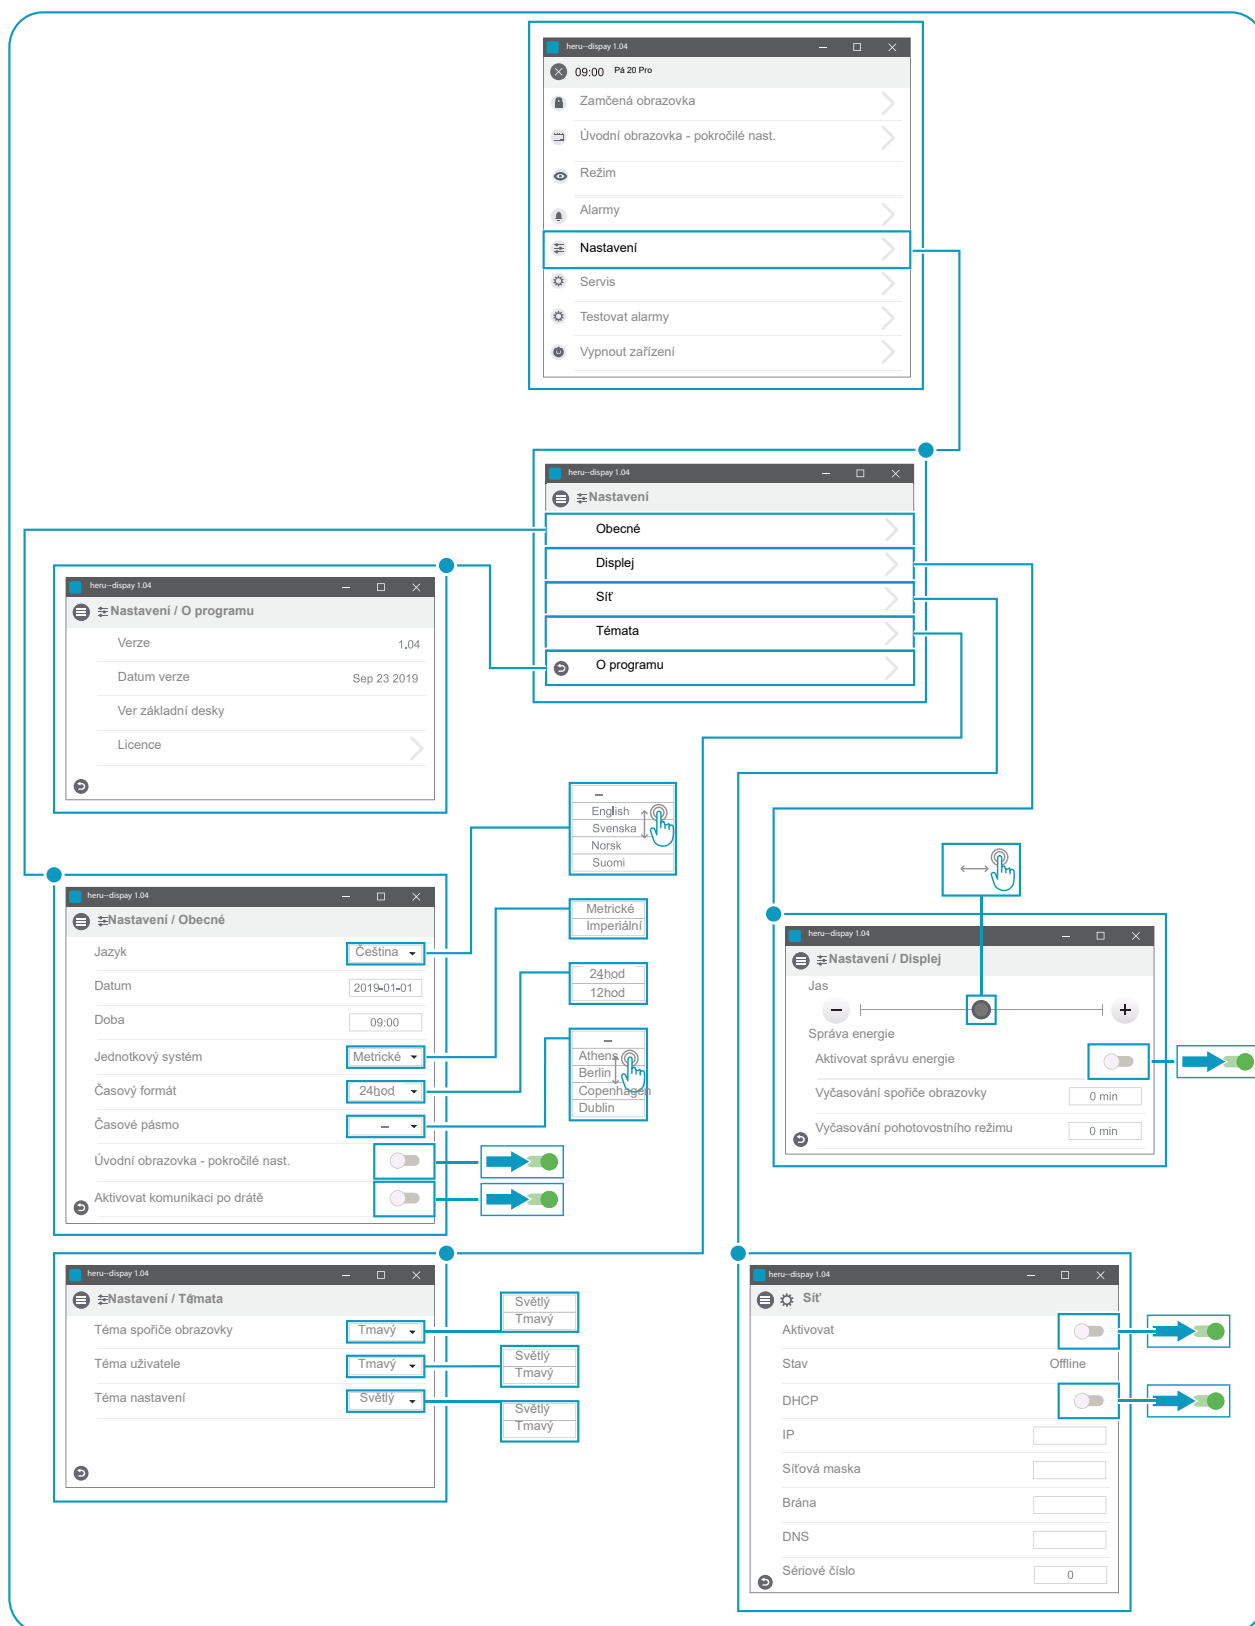 heru–dispay 1.04
09:00 Pá 20 Pro
Zamčená obrazovka
Úvodní obrazovka - pokročilé nast.
Režim
Alarmy
Nastavení
Servis
Testovat alarmy
Vypnout zařízení
heru–dispay 1.04
Nastavení
Obecné
Displej
Síť
Témata
O programu
heru–dispay 1.04
Nastavení / O programu
Verze 1.04
Datum verze Sep 23 2019
Ver základní desky
Licence
–
English
Svenska
Norsk
Suomi
heru–dispay 1.04
Nastavení / Obecné
Jazyk Čeština
Datum 2019-01-01
Doba 09:00
Jednotkový systém Metrické
Časový formát 24hod
Časové pásmo –
Úvodní obrazovka - pokročilé nast.
Aktivovat komunikaci po drátě
Metrické
Imperiální
24hod
12hod
–
Athens
Berlin
Copenhagen
Dublin
heru–dispay 1.04
Nastavení / Displej
Jas
Správa energie
Aktivovat správu energie
Vyčasování spořiče obrazovky 0 min
Vyčasování pohotovostního režimu 0 min
heru–dispay 1.04
Nastavení / Témata
Téma spořiče obrazovky Tmavý
Téma uživatele Tmavý
Téma nastavení Světlý
Světlý
Tmavý
Světlý
Tmavý
Světlý
Tmavý
heru–dispay 1.04
Síť
Aktivovat
Stav Offline
DHCP
IP
Síťová maska
Brána
DNS
Sériové číslo 0